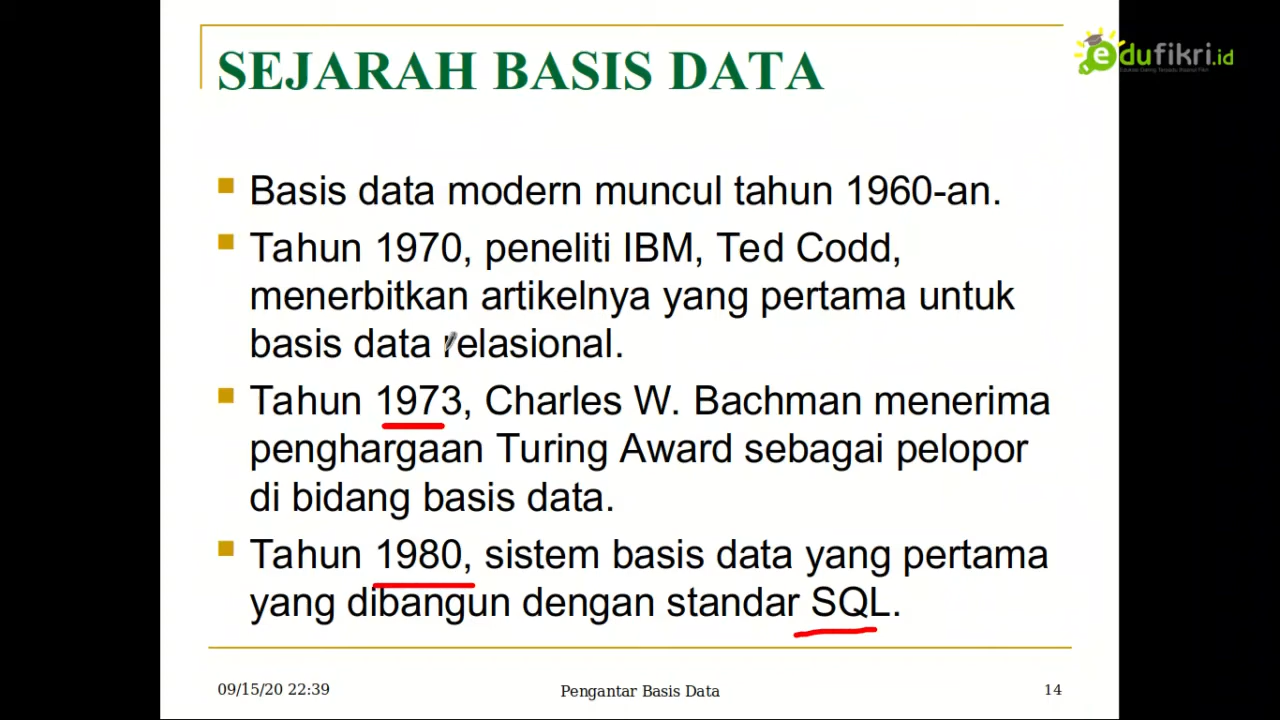 SEJARAH BASIS DATA
edufikri.id
Basis data modern muncul tahun 1960-an.
Tahun 1970, peneliti IBM, Ted Codd,
menerbitkan artikelnya yang pertama untuk
basis data relasional.
Tahun 1973, Charles W. Bachman menerima
penghargaan Turing Award sebagai pelopor
di bidang basis data.
Tahun 1980, sistem basis data yang pertama
yang dibangun dengan standar SQL.
09/15/20 22:39
Pengantar Basis Data
14